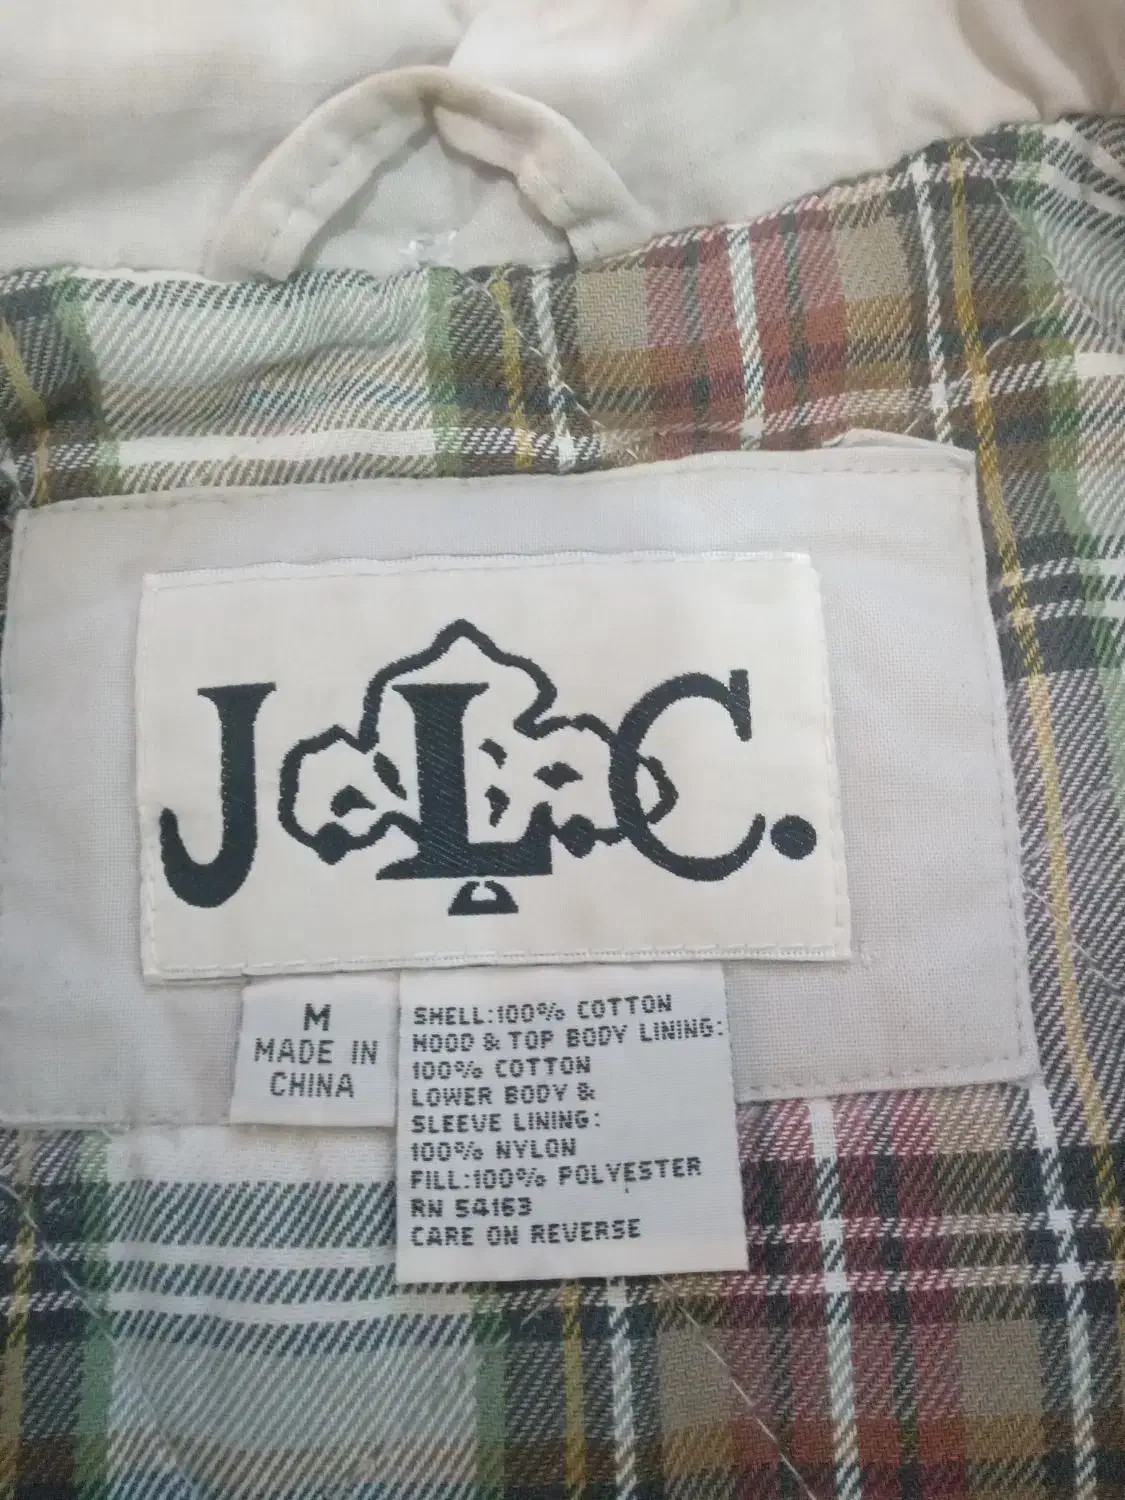 J.L.C.
M
MADE IN
CHINA
SHELL:100% COTTON
HOOD & TOP BODY LINING:
100% COTTON
LOWER BODY &
SLEEVE LINING:
100% NYLON
FILL:100% POLYESTER
RN 54163
CARE ON REVERSE